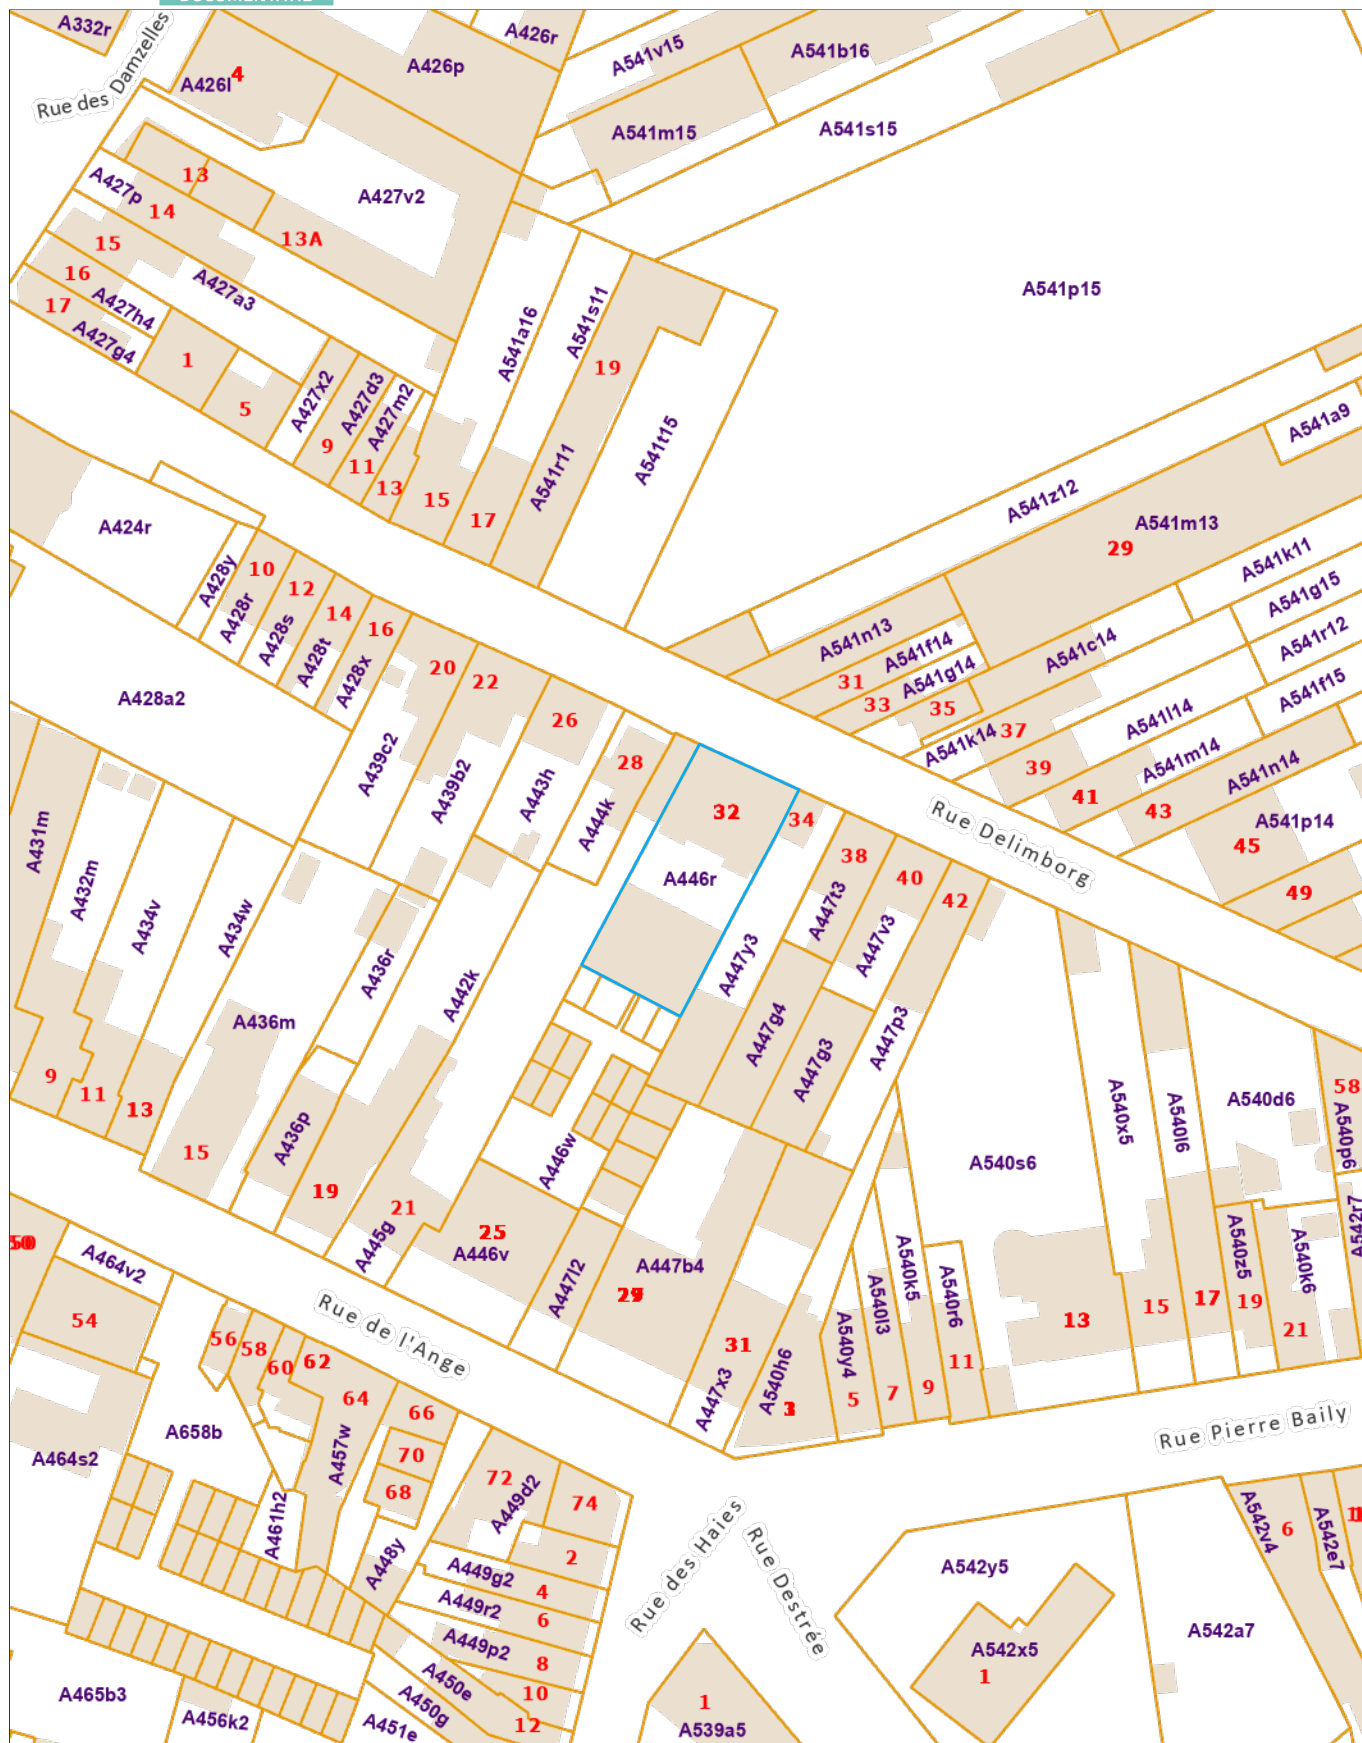 A332r
Rue des Damzelles
A426l
4
A426p
A426r
A541v15
A541b16
A541m15
A541s15
A427p
13
14
A427v2
13A
15
16
A427h4
A427a3
17
A427g4
1
5
A427x2
A427d3
A427m2
9
11
13
15
17
A541a16
A541s11
19
A541r11
A541t15
A541p15
A541z12
A541a9
A541m13
29
A541k11
A541g15
A541r12
A541f15
A541c14
A541n13
A541f14
31
A541g14
33
35
A541k14
37
39
A541l14
41
A541m14
43
A541n14
45
A541p14
49
A424r
A428y
10
A428r
12
A428s
14
A428t
16
A428x
20
22
A428a2
A439c2
A439b2
26
A443h
28
A444k
32
A446r
34
Rue Delimborg
38
A447t3
40
42
A447v3
A447y3
A447g4
A447g3
A447p3
A431m
A432m
A434v
A434w
A436r
A442k
A436m
9
11
13
15
A436p
19
21
A445g
25
A446v
A446w
A447l2
A447b4
29
31
A447x3
A540h6
A540s6
A540x5
A540l6
A540d6
58
A540p6
A540z5
A540k6
A542r7
13
15
17
19
21
A540y4
A540l3
A540k5
A540r6
5
7
9
11
Rue de l'Ange
Rue Pierre Baily
50
A464v2
54
56
58
60
62
64
66
70
68
A457w
A658b
A464s2
A461h2
A448y
72
A449d2
74
2
A449g2
4
A449r2
6
A449p2
8
A450e
10
A450g
12
A451e
A465b3
A456k2
Rue des Haies
Rue Destrée
1
A539a5
A542y5
A542x5
1
A542a7
A542v4
6
A542e7